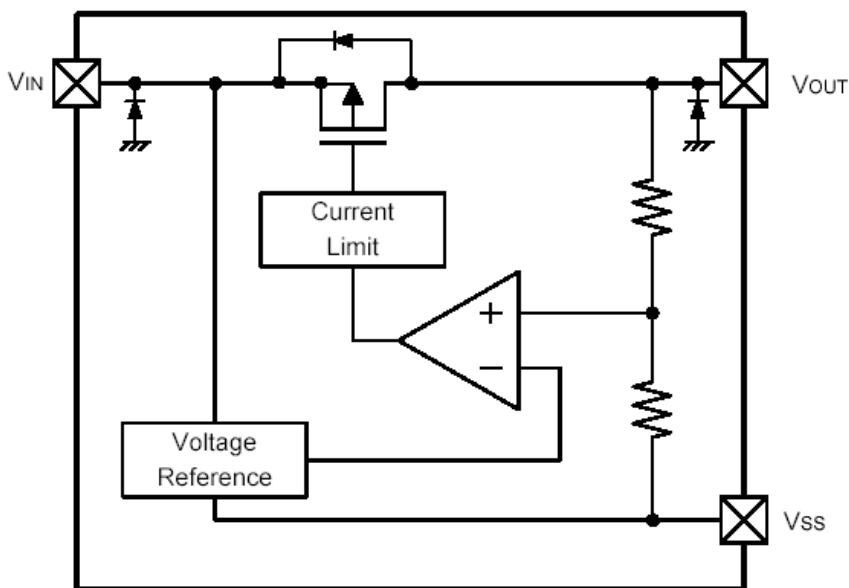 VIN
VOUT
Current
Limit
+
−
Voltage
Reference
VSS